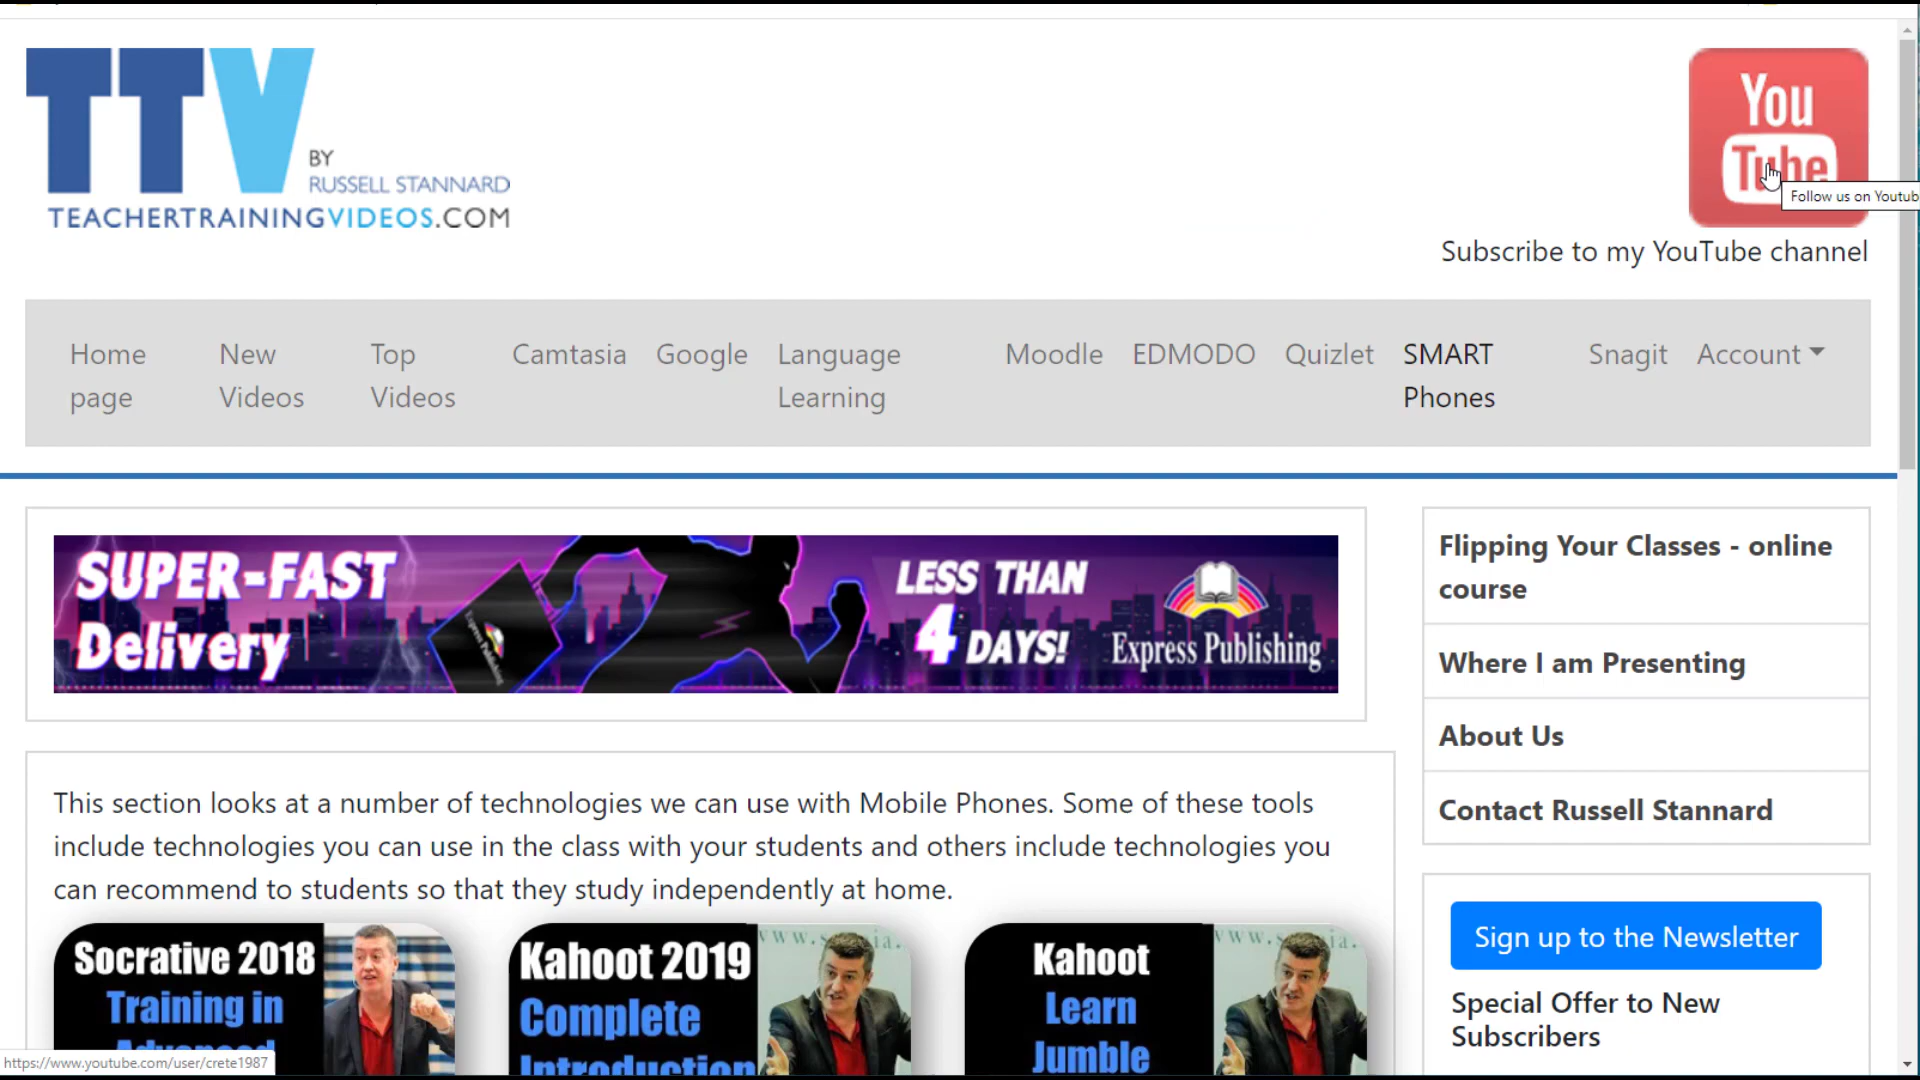 TTV
BY
RUSSELL STANNARD
TEACHERTRAININGVIDEOS.COM
You
Tube
Follow us on Youtub
Subscribe to my YouTube channel
Home page
New Videos
Top Videos
Camtasia
Google
Language Learning
Moodle
EDMODO
Quizlet
SMART Phones
Snagit
Account
SUPER-FAST
Delivery
LESS THAN
4 DAYS!
Express Publishing
Flipping Your Classes - online
course
Where I am Presenting
About Us
Contact Russell Stannard
This section looks at a number of technologies we can use with Mobile Phones. Some of these tools
include technologies you can use in the class with your students and others include technologies you
can recommend to students so that they study independently at home.
Socrative 2018
Training in
Advanced
Kahoot 2019
Complete
Introduction
Kahoot
Learn
Jumble
Sign up to the Newsletter
Special Offer to New
Subscribers
https://www.youtube.com/user/crete1987